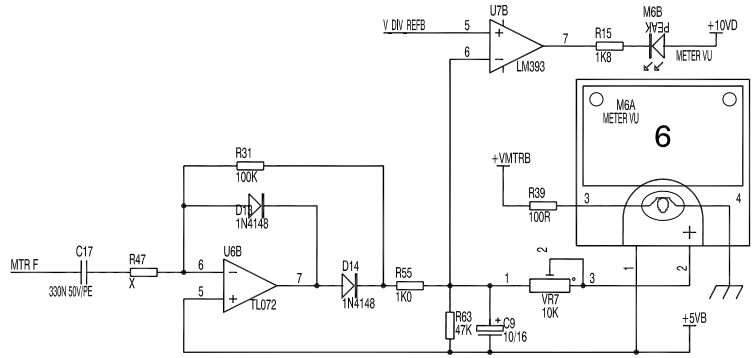 U7B
M6B
PEAK
+10VD
V_DIV_REFB
5
+
7
R15
1K8
6
−
LM393
METER VU
M6A
METER VU
6
R31
100K
+VMTRB
R39
100R
3
4
D13
1N4148
+
C17
R47
U6B
D14
R55
2
1
2
MTR F
6
−
7
1
3
330N 50V/PE
X
5
+
TL072
1N4148
1K0
VR7
10K
R63
47K
+
C9
10/16
+5VB